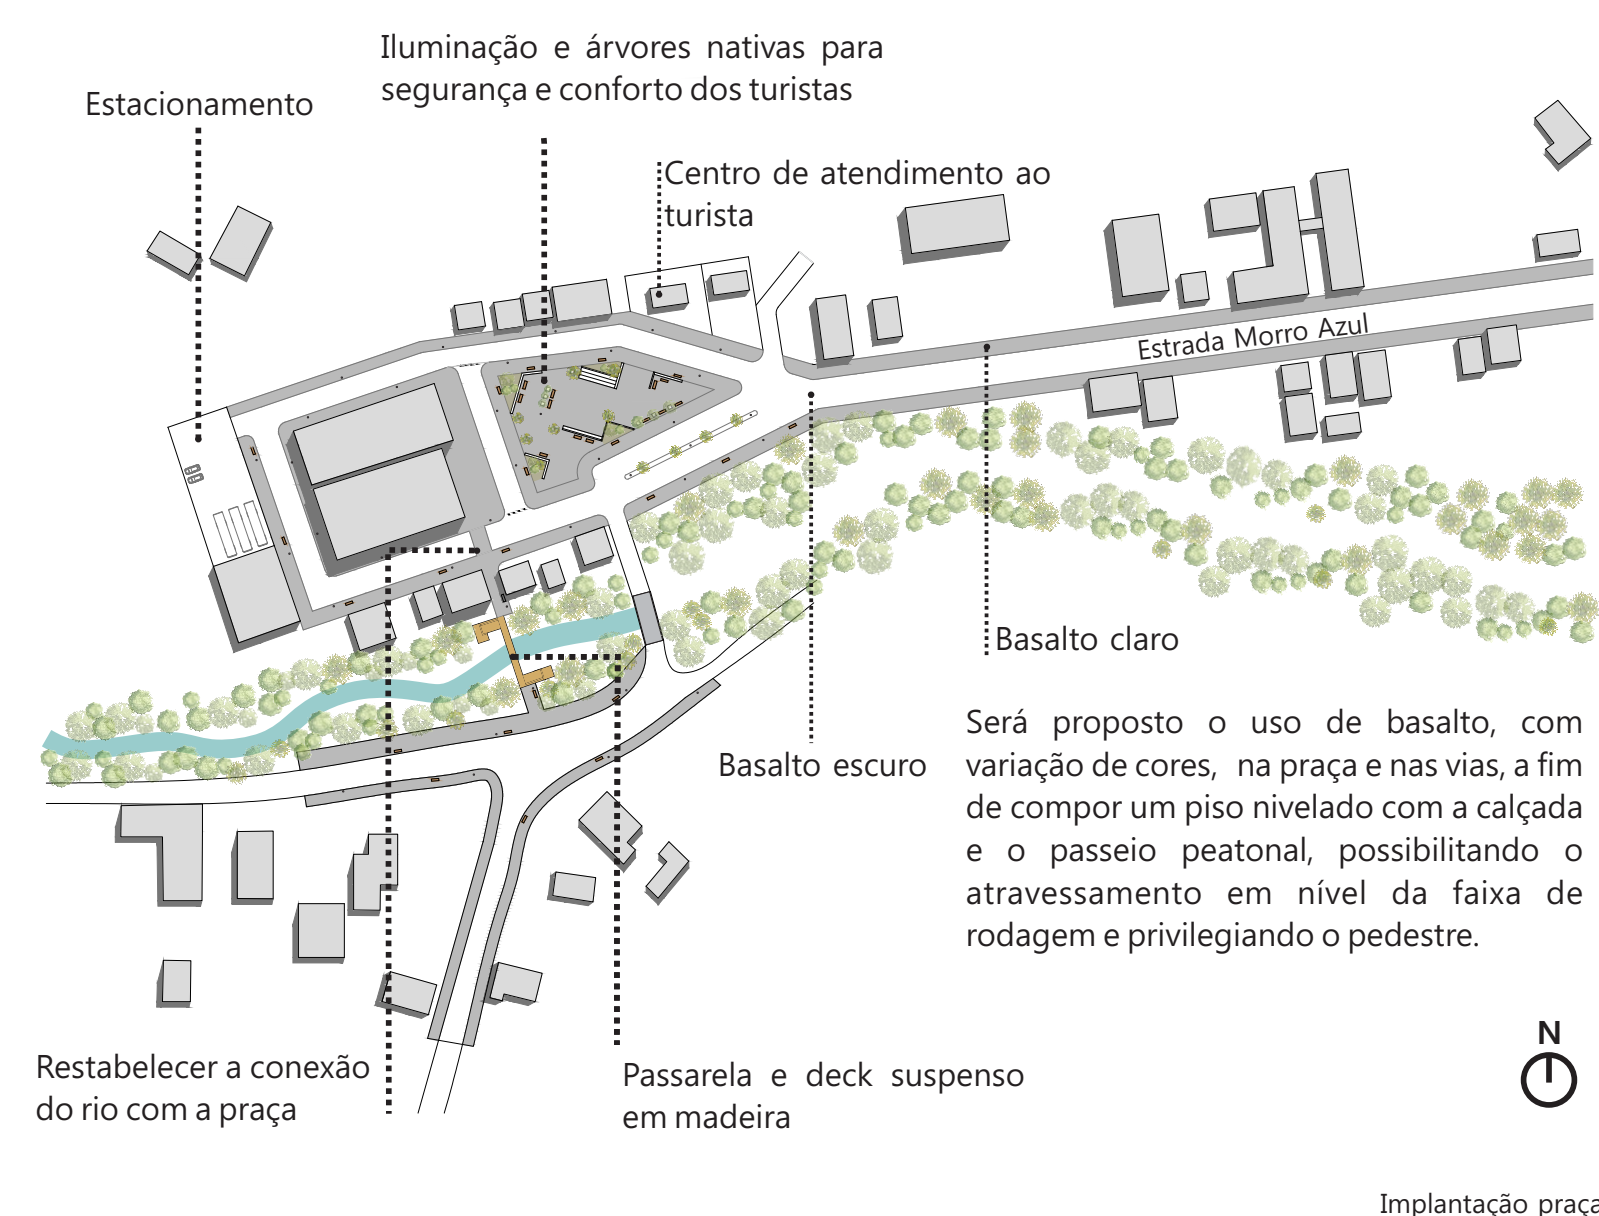 Iluminação e árvores nativas para
segurança e conforto dos turistas
Estacionamento
Centro de atendimento ao
turista
Estrada Morro Azul
Basalto claro
Basalto escuro
Será proposto o uso de basalto, com
variação de cores, na praça e nas vias, a fim
de compor um piso nivelado com a calçada
e o passeio peatonal, possibilitando o
atravessamento em nível da faixa de
rodagem e privilegiando o pedestre.
N
Restabelecer a conexão
do rio com a praça
Passarela e deck suspenso
em madeira
Implantação praça